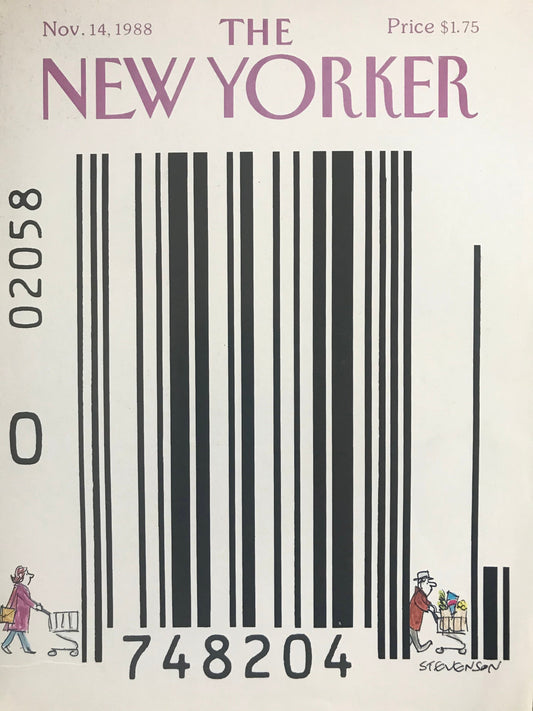 Nov. 14, 1988
THE
Price $1.75
NEW YORKER
0 02058
748204
STEVENSON